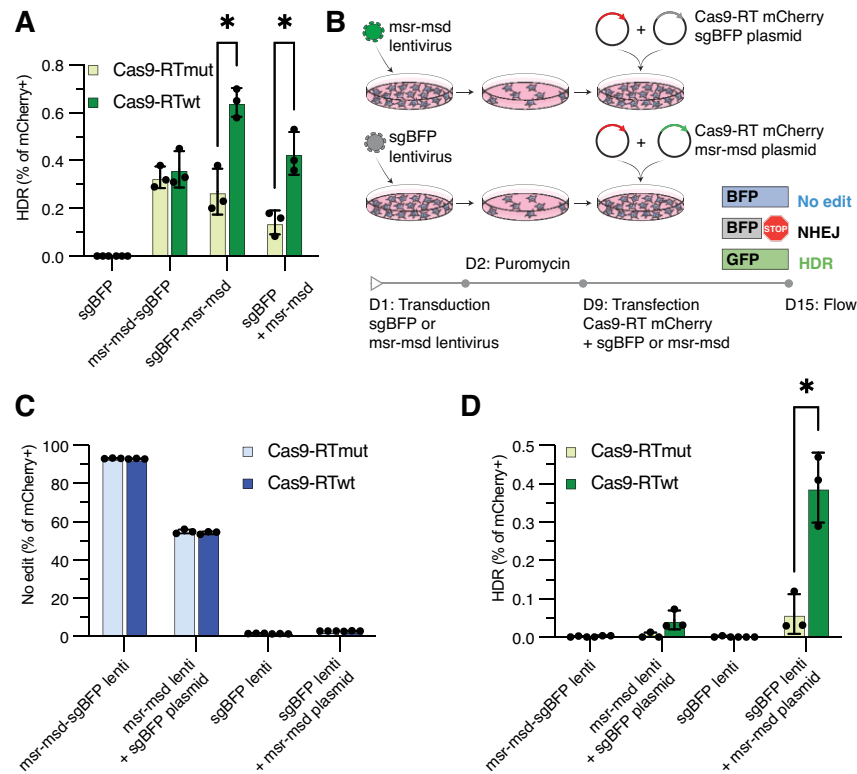 A
HDR (% of mCherry+)
0.8
0.6
0.4
0.2
0.0
Cas9-RTmut
Cas9-RTwt
*
*
sgBFP
msr-msd-sgBFP
sgBFP-msr-msd
sgBFP
+ msr-msd
B
msr-msd
lentivirus
+
Cas9-RT mCherry
sgBFP plasmid
sgBFP
lentivirus
+
Cas9-RT mCherry
msr-msd plasmid
BFP
No edit
BFP
STOP
NHEJ
GFP
HDR
D2: Puromycin
D1: Transduction
sgBFP or
msr-msd lentivirus
D9: Transfection
Cas9-RT mCherry
+ sgBFP or msr-msd
D15: Flow
C
No edit (% of mCherry+)
100
80
60
40
20
0
Cas9-RTmut
Cas9-RTwt
msr-msd-sgBFP lenti
msr-msd lenti
+ sgBFP plasmid
sgBFP lenti
sgBFP lenti
+ msr-msd plasmid
D
HDR (% of mCherry+)
0.5
0.4
0.3
0.2
0.1
0.0
Cas9-RTmut
Cas9-RTwt
*
msr-msd-sgBFP lenti
msr-msd lenti
+ sgBFP plasmid
sgBFP lenti
sgBFP lenti
+ msr-msd plasmid